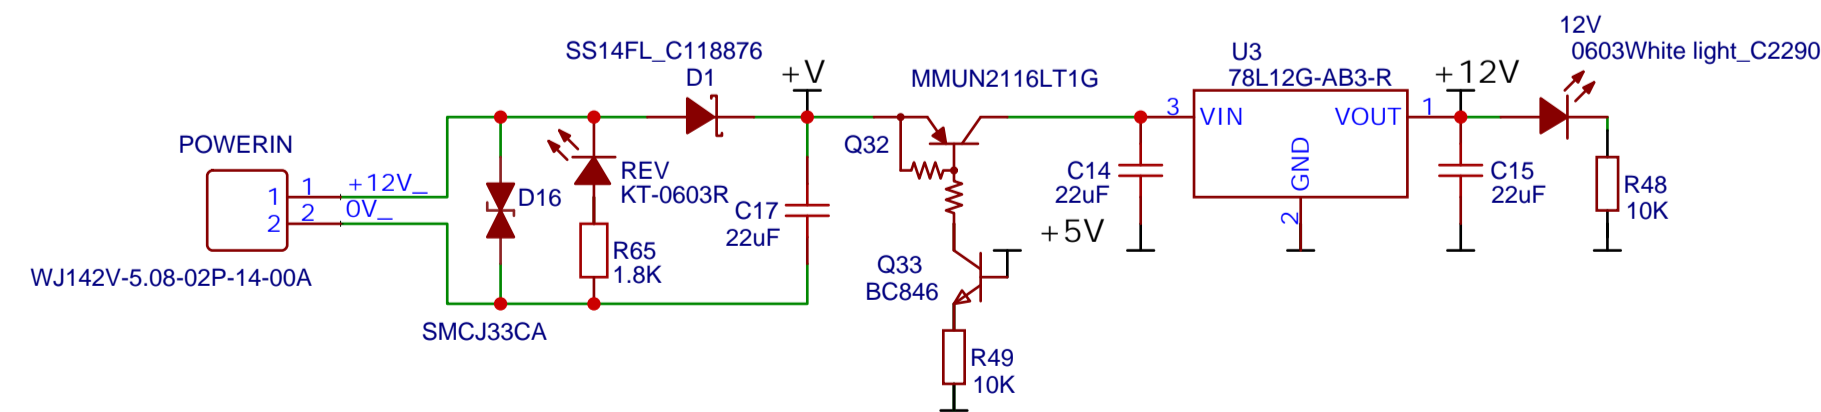 POWERIN
1
2
1
2
+12V_
0V_
WJ142V-5.08-02P-14-00A
SS14FL_C118876
D1
+V
D16
SMCJ33CA
REV
KT-0603R
R65
1.8K
C17
22uF
MMUN2116LT1G
Q32
+5V
Q33
BC846
R49
10K
C14
22uF
U3
78L12G-AB3-R
3
VIN
VOUT
1
GND
2
+12V
C15
22uF
12V
0603White light_C2290
R48
10K